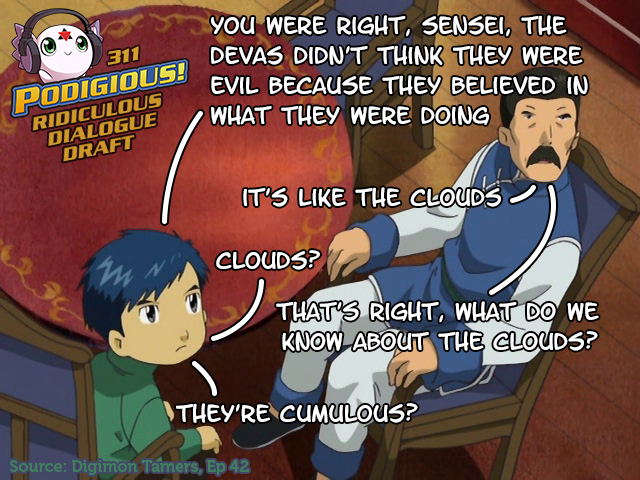 311
PODIGIOUS!
RIDICULOUS
DIALOGUE
DRAFT
YOU WERE RIGHT, SENSEI, THE
DEVAS DIDN'T THINK THEY WERE
EVIL BECAUSE THEY BELIEVED IN
WHAT THEY WERE DOING
IT'S LIKE THE CLOUDS
CLOUDS?
THAT'S RIGHT, WHAT DO WE
KNOW ABOUT THE CLOUDS?
THEY'RE CUMULOUS?
Source: Digimon Tamers, Ep 42